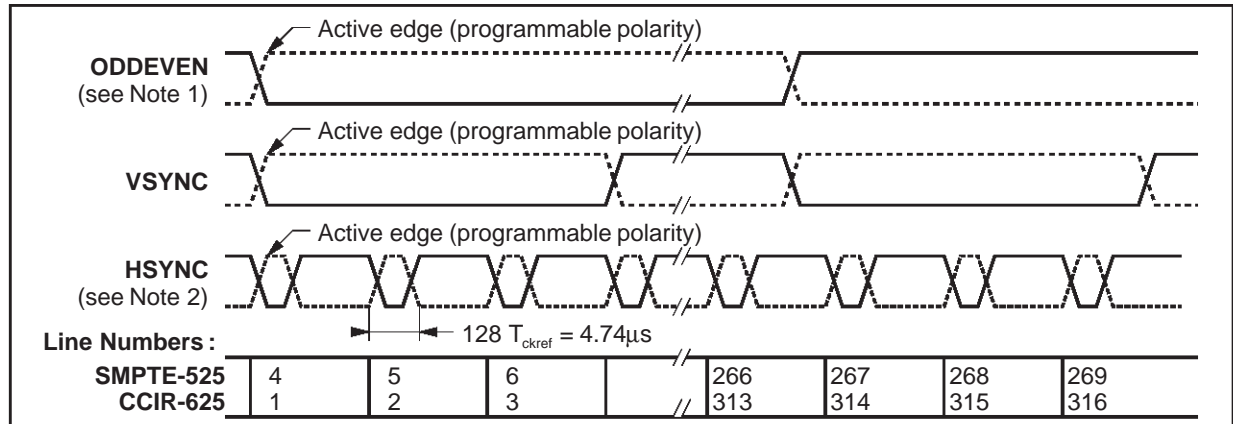 Active edge (programmable polarity)
ODDEVEN
(see Note 1)
Active edge (programmable polarity)
VSYNC
Active edge (programmable polarity)
HSYNC
(see Note 2)
128 Tckref = 4.74µs
Line Numbers :
SMPTE-525 4 5 6 266 267 268 269
CCIR-625 1 2 3 313 314 315 316